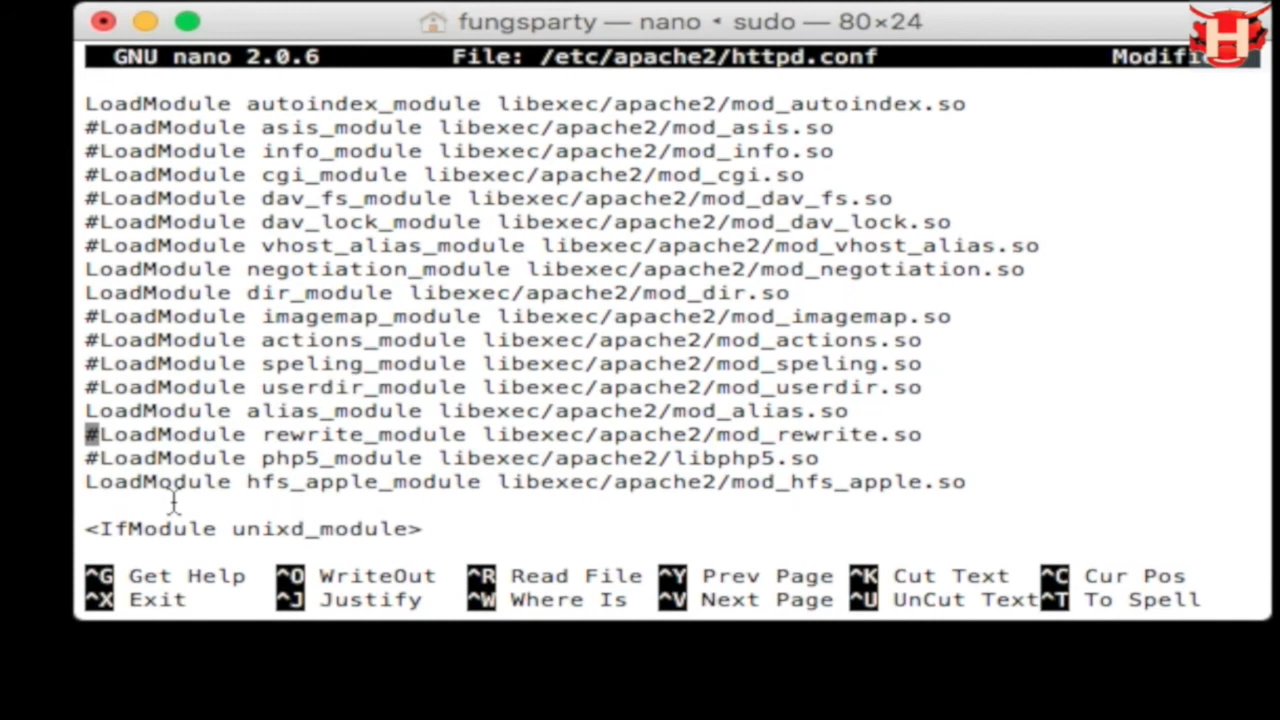 fungsparty — nano ◂ sudo — 80×24
GNU nano 2.0.6 File: /etc/apache2/httpd.conf
LoadModule autoindex_module libexec/apache2/mod_autoindex.so
#LoadModule asis_module libexec/apache2/mod_asis.so
#LoadModule info_module libexec/apache2/mod_info.so
#LoadModule cgi_module libexec/apache2/mod_cgi.so
#LoadModule dav_fs_module libexec/apache2/mod_dav_fs.so
#LoadModule dav_lock_module libexec/apache2/mod_dav_lock.so
#LoadModule vhost_alias_module libexec/apache2/mod_vhost_alias.so
LoadModule negotiation_module libexec/apache2/mod_negotiation.so
LoadModule dir_module libexec/apache2/mod_dir.so
#LoadModule imagemap_module libexec/apache2/mod_imagemap.so
#LoadModule actions_module libexec/apache2/mod_actions.so
#LoadModule speling_module libexec/apache2/mod_speling.so
#LoadModule userdir_module libexec/apache2/mod_userdir.so
LoadModule alias_module libexec/apache2/mod_alias.so
#LoadModule rewrite_module libexec/apache2/mod_rewrite.so
#LoadModule php5_module libexec/apache2/libphp5.so
LoadModule hfs_apple_module libexec/apache2/mod_hfs_apple.so
<IfModule unixd_module>
^G Get Help ^O WriteOut ^R Read File ^Y Prev Page ^K Cut Text ^C Cur Pos
^X Exit ^J Justify ^W Where Is ^V Next Page ^U UnCut Text ^T To Spell
H